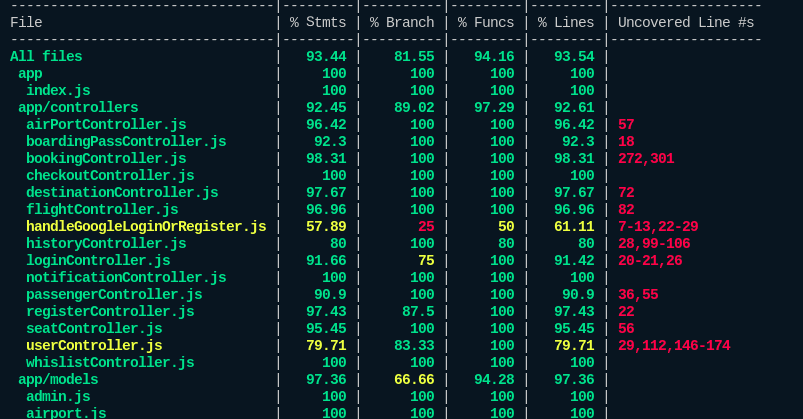 --------------------------------|---------|----------|---------|---------|-------------------
File                            | % Stmts | % Branch | % Funcs | % Lines | Uncovered Line #s
--------------------------------|---------|----------|---------|---------|-------------------
All files                       |   93.44 |    81.55 |   94.16 |   93.54 |
 app                            |     100 |      100 |     100 |     100 |
  index.js                      |     100 |      100 |     100 |     100 |
 app/controllers                |   92.45 |    89.02 |   97.29 |   92.61 |
  airPortController.js          |   96.42 |      100 |     100 |   96.42 | 57
  boardingPassController.js     |    92.3 |      100 |     100 |    92.3 | 18
  bookingController.js          |   98.31 |      100 |     100 |   98.31 | 272,301
  checkoutController.js         |     100 |      100 |     100 |     100 |
  destinationController.js      |   97.67 |      100 |     100 |   97.67 | 72
  flightController.js           |   96.96 |      100 |     100 |   96.96 | 82
  handleGoogleLoginOrRegister.js |   57.89 |       25 |      50 |   61.11 | 7-13,22-29
  historyController.js          |      80 |      100 |      80 |      80 | 28,99-106
  loginController.js            |   91.66 |       75 |     100 |   91.42 | 20-21,26
  notificationController.js     |     100 |      100 |     100 |     100 |
  passengerController.js        |    90.9 |      100 |     100 |    90.9 | 36,55
  registerController.js         |   97.43 |     87.5 |     100 |   97.43 | 22
  seatController.js             |   95.45 |      100 |     100 |   95.45 | 56
  userController.js             |   79.71 |    83.33 |     100 |   79.71 | 29,112,146-174
  whislistController.js         |     100 |      100 |     100 |     100 |
 app/models                     |   97.36 |    66.66 |   94.28 |   97.36 |
  admin.js                      |     100 |      100 |     100 |     100 |
  airport.js                    |     100 |      100 |     100 |     100 |